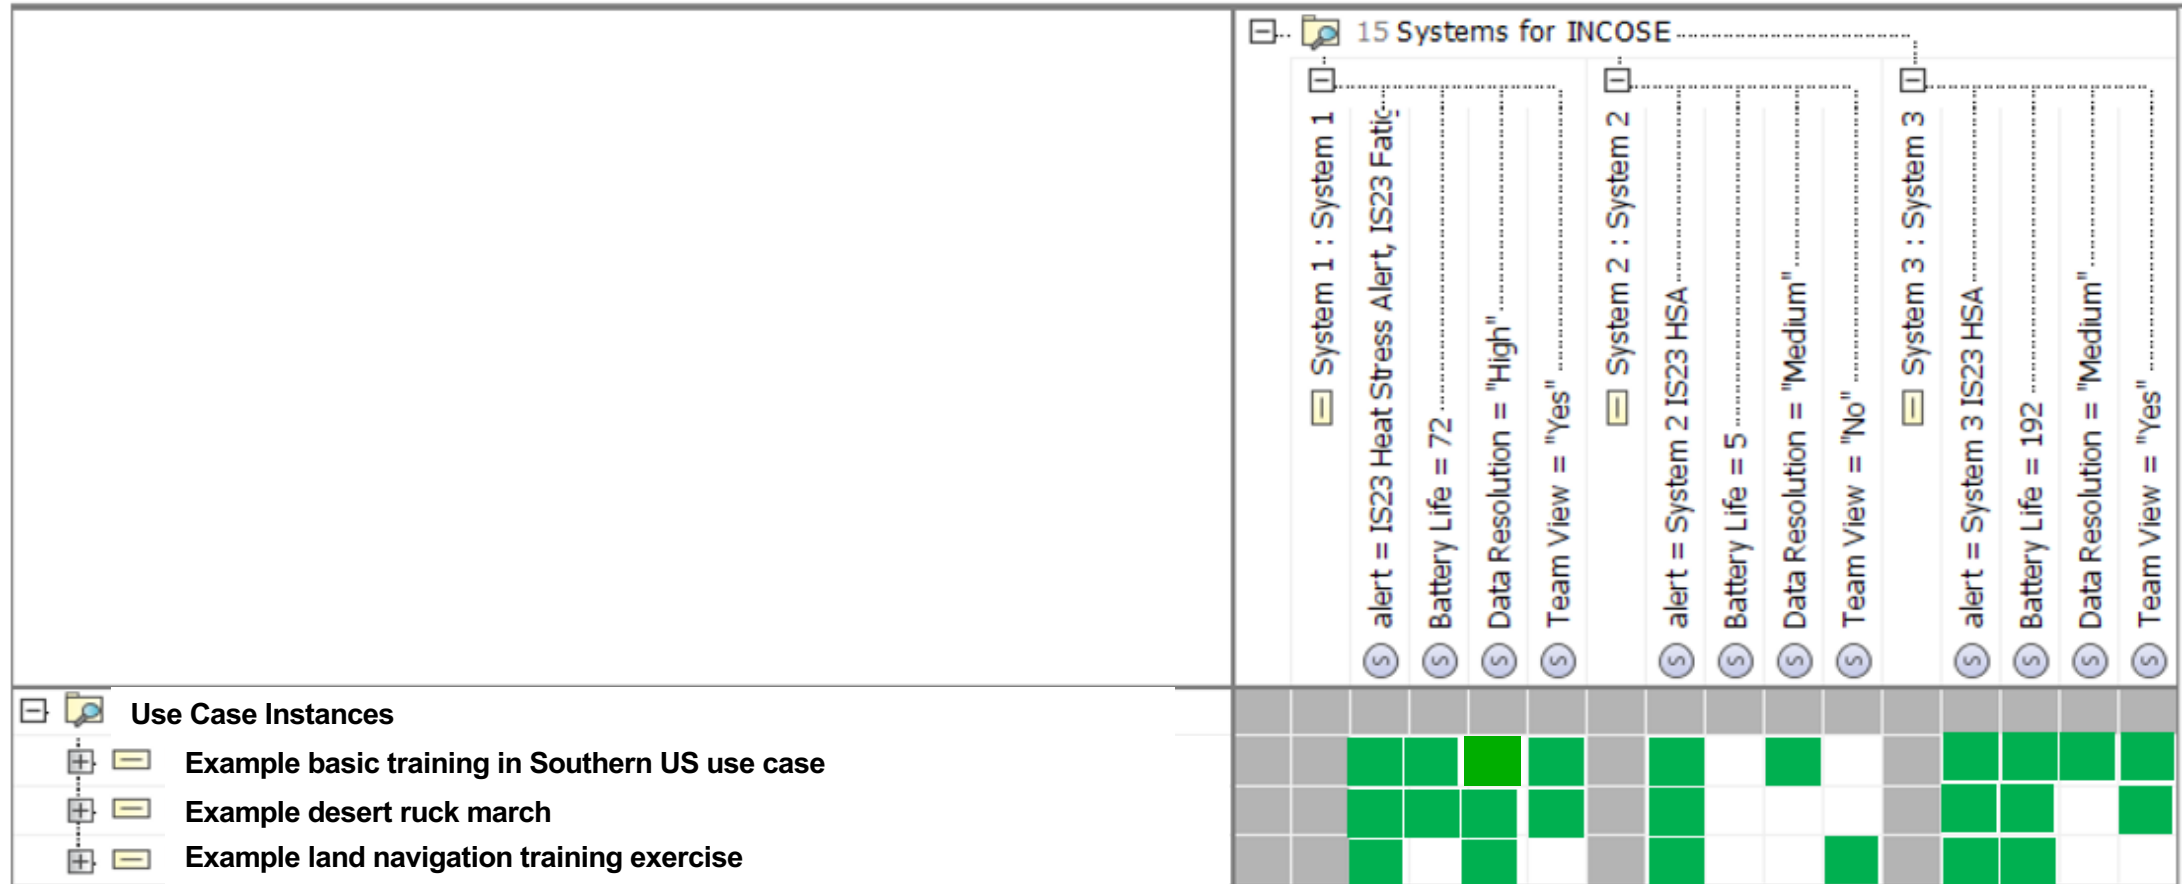 15 Systems for INCOSE
System 1 : System 1
alert = IS23 Heat Stress Alert, IS23 Fatig
Battery Life = 72
Data Resolution = "High"
Team View = "Yes"
System 2 : System 2
alert = System 2 IS23 HSA
Battery Life = 5
Data Resolution = "Medium"
Team View = "No"
System 3 : System 3
alert = System 3 IS23 HSA
Battery Life = 192
Data Resolution = "Medium"
Team View = "Yes"
S S S S S S S S S S S S
Use Case Instances
Example basic training in Southern US use case
Example desert ruck march
Example land navigation training exercise